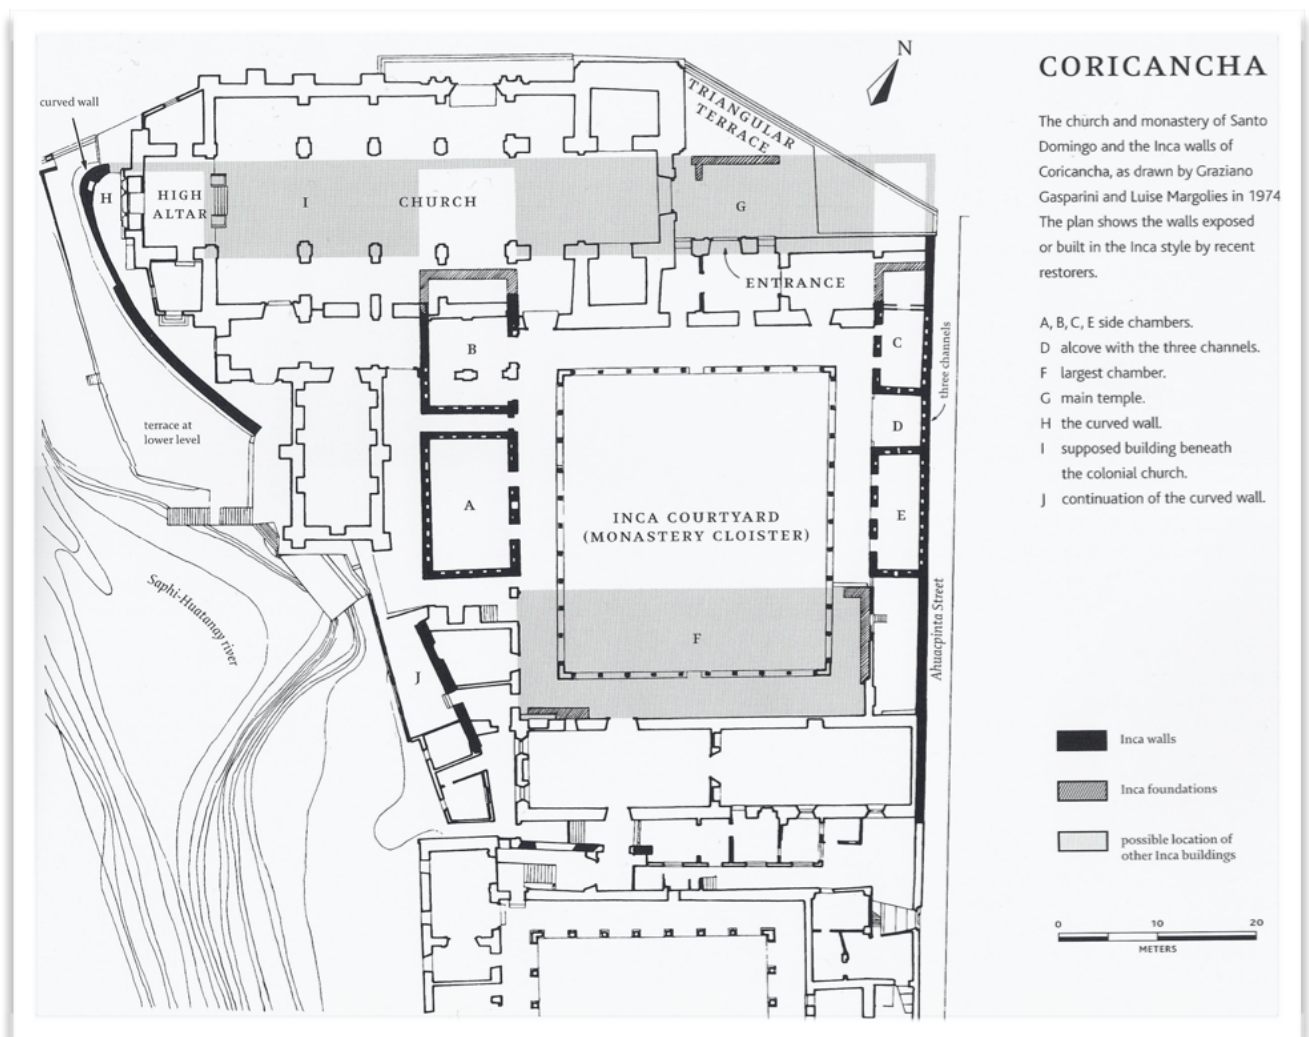 CORICANCHA
The church and monastery of Santo
Domingo and the Inca walls of
Coricancha, as drawn by Graziano
Gasparini and Luise Margolies in 1974
The plan shows the walls exposed
or built in the Inca style by recent
restorers.
A, B, C, E side chambers.
D alcove with the three channels.
F largest chamber.
G main temple.
H the curved wall.
I supposed building beneath
the colonial church.
J continuation of the curved wall.
Inca walls
Inca foundations
possible location of
other Inca buildings
0 10 20
METERS
N
curved wall
TRIANGULAR
TERRACE
H
HIGH
ALTAR
I
CHURCH
G
ENTRANCE
B
C
three channels
D
terrace at
lower level
A
INCA COURTYARD
(MONASTERY CLOISTER)
E
Saphi-Huatanay river
Ahuacpinta Street
F
J